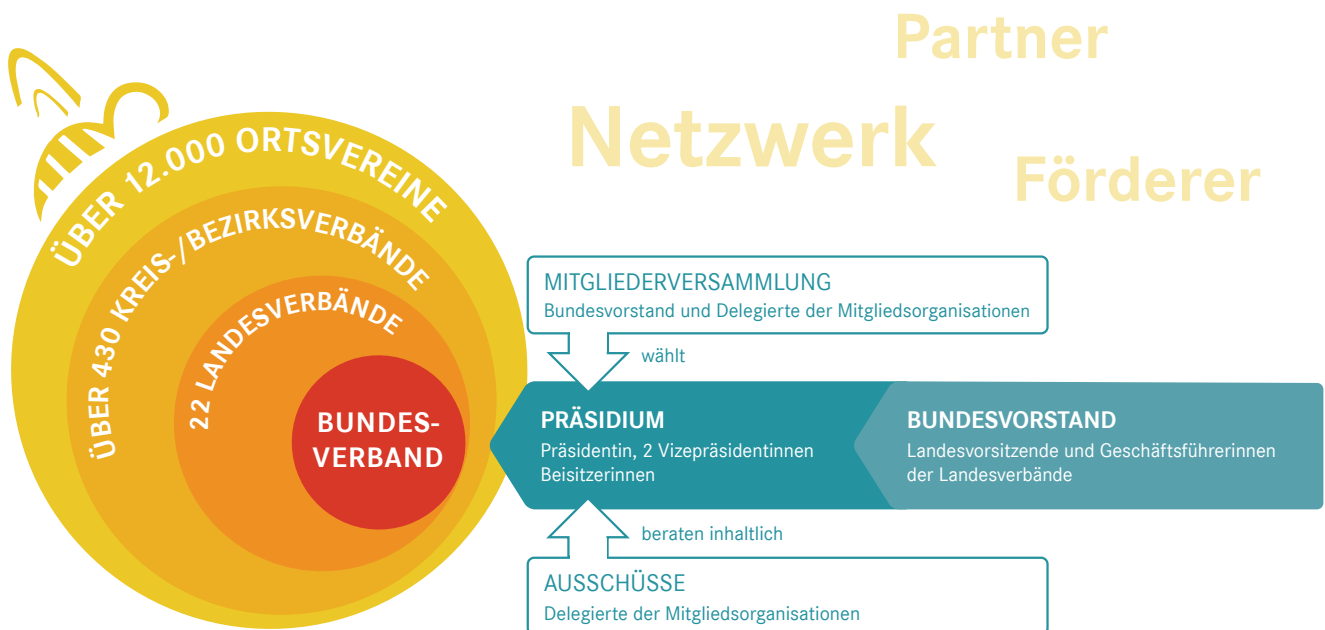 Partner
Netzwerk
Förderer
ÜBER 12.000 ORTSVEREINE
ÜBER 430 KREIS-/BEZIRKSVERBÄNDE
22 LANDESVERBÄNDE
BUNDES-
VERBAND
MITGLIEDERVERSAMMLUNG
Bundesvorstand und Delegierte der Mitgliedsorganisationen
wählt
PRÄSIDIUM
Präsidentin, 2 Vizepräsidentinnen
Beisitzerinnen
BUNDESVORSTAND
Landesvorsitzende und Geschäftsführerinnen
der Landesverbände
beraten inhaltlich
AUSSCHÜSSE
Delegierte der Mitgliedsorganisationen